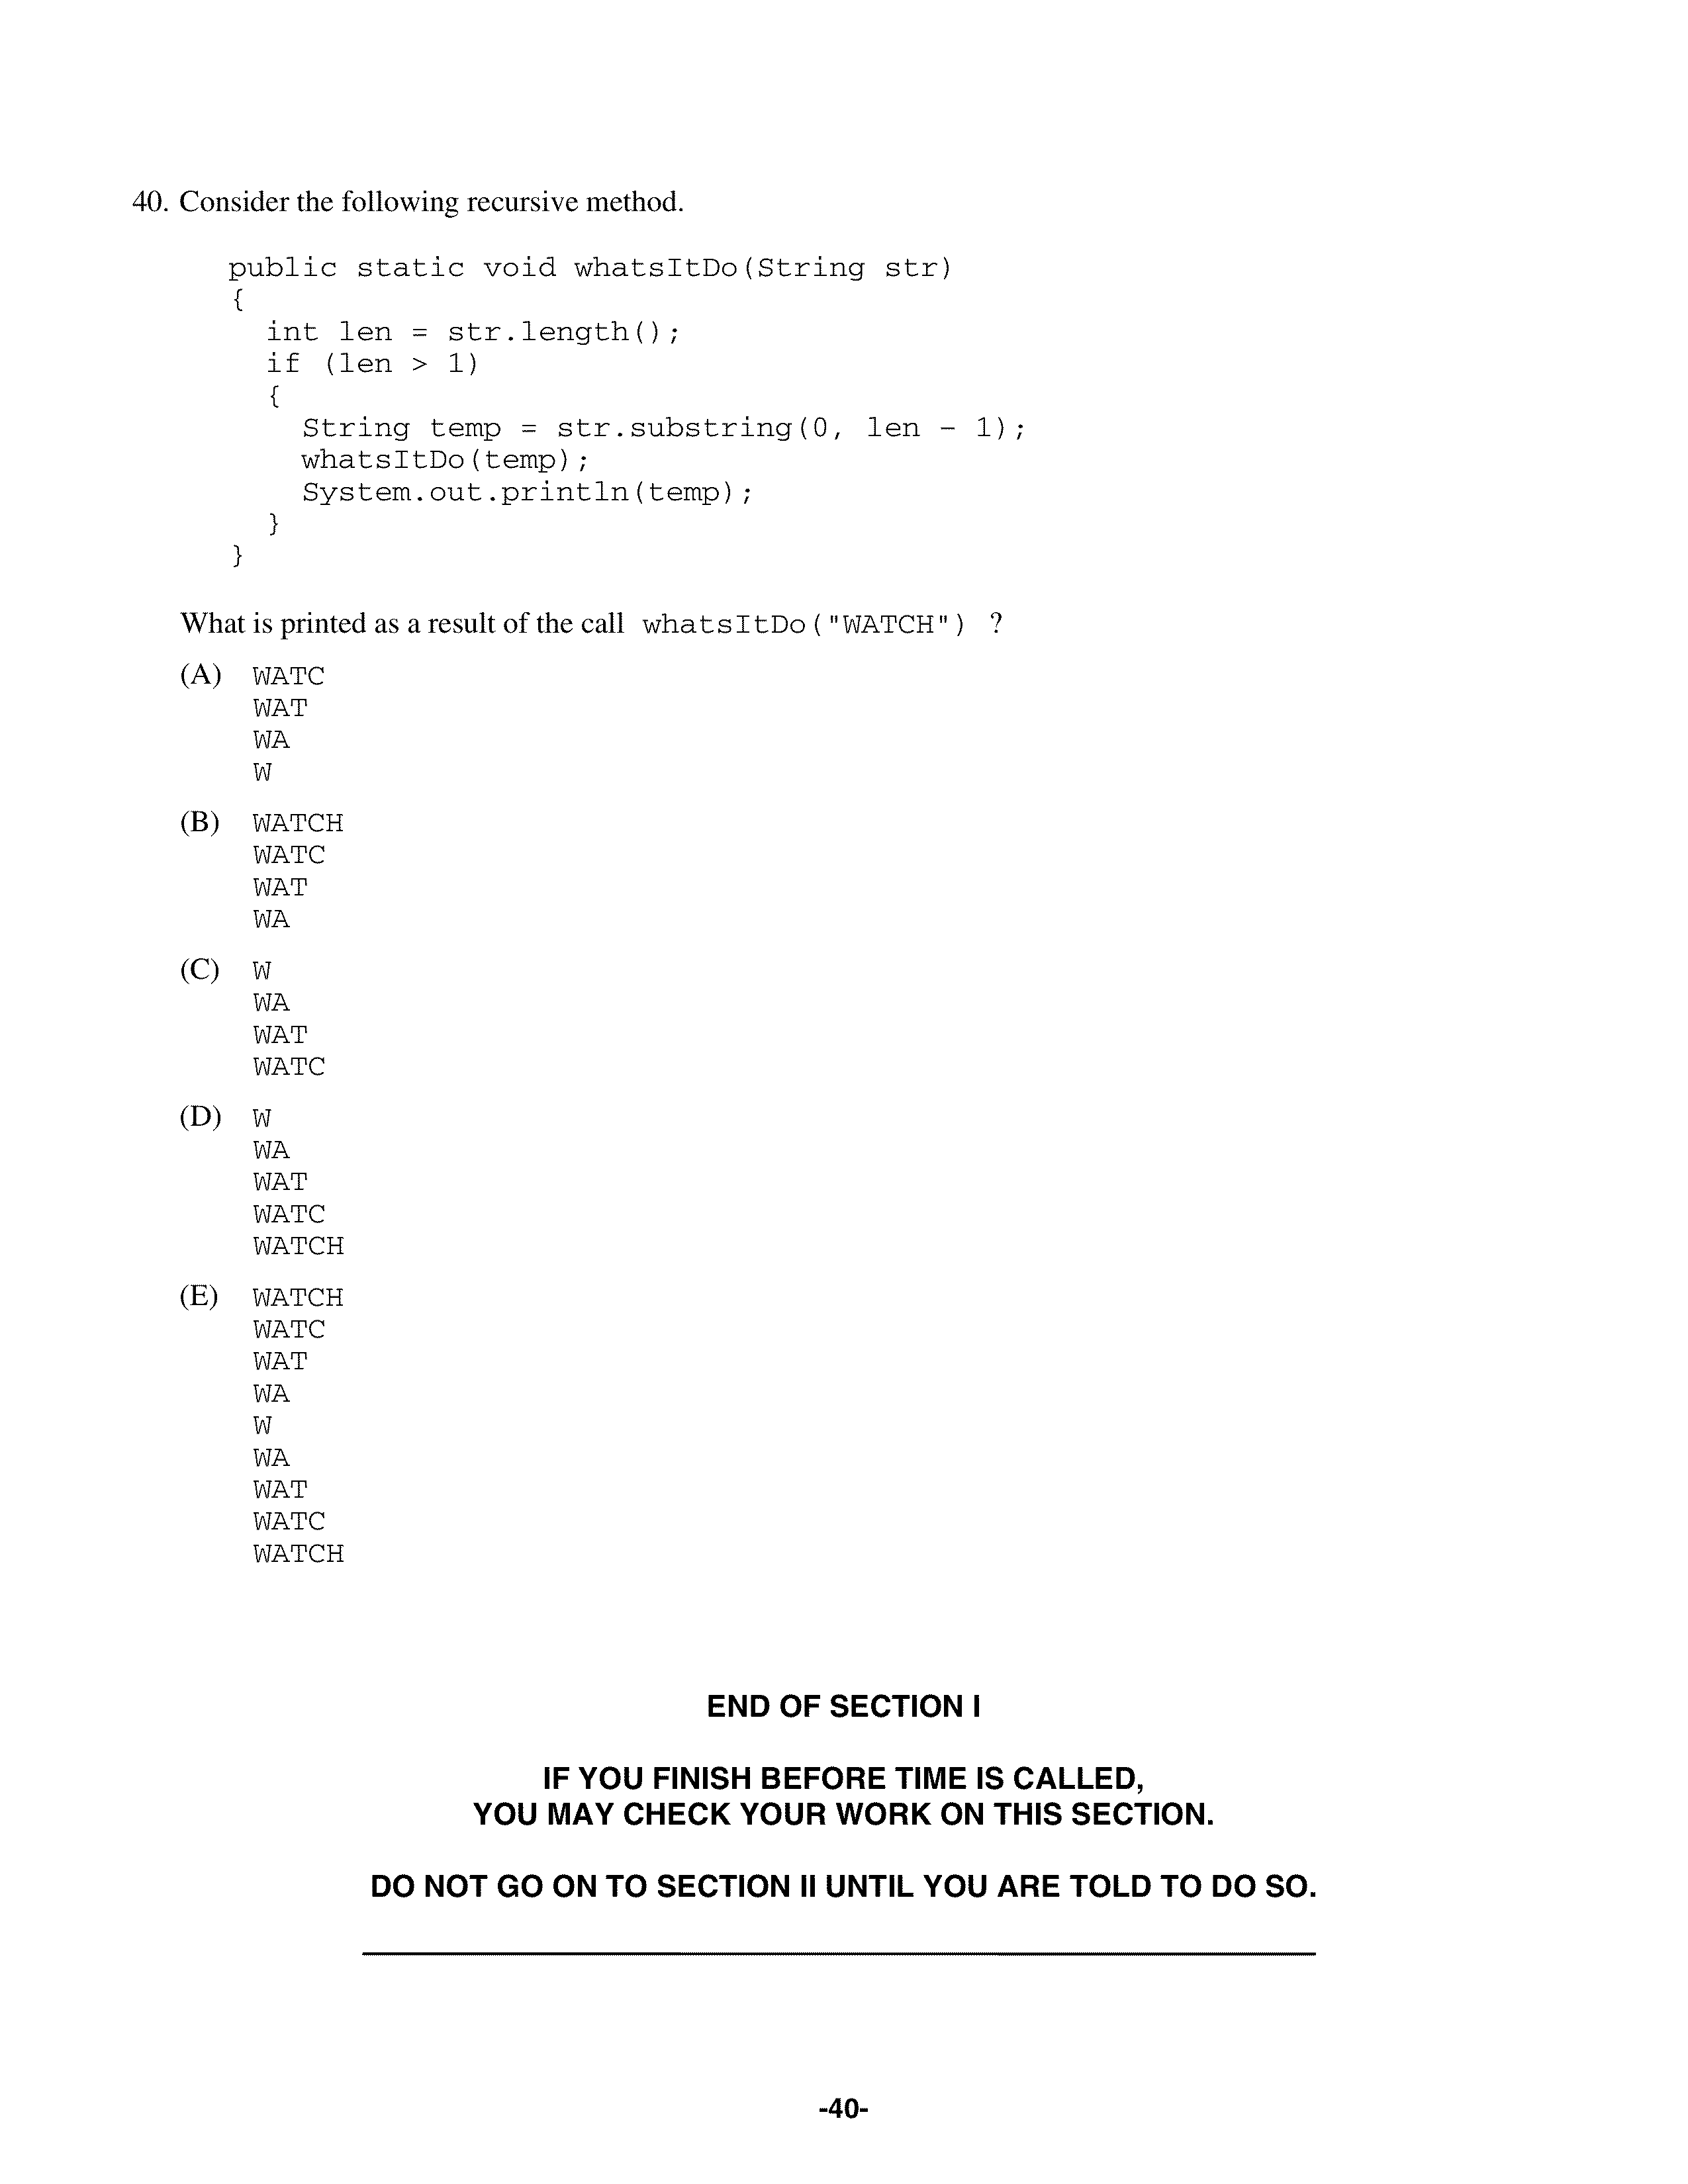 40. Consider the following recursive method.
public static void whatsItDo(String str)
{
int len = str.length();
if (len > 1)
{
String temp = str.substring(0, len - 1);
whatsItDo(temp);
System.out.println(temp);
}
}
What is printed as a result of the call whatsItDo("WATCH") ?
(A) WATC
WAT
WA
W
(B) WATCH
WATC
WAT
WA
(C) W
WA
WAT
WATC
(D) W
WA
WAT
WATC
WATCH
(E) WATCH
WATC
WAT
WA
W
WA
WAT
WATC
WATCH
END OF SECTION I
IF YOU FINISH BEFORE TIME IS CALLED,
YOU MAY CHECK YOUR WORK ON THIS SECTION.
DO NOT GO ON TO SECTION II UNTIL YOU ARE TOLD TO DO SO.
-40-